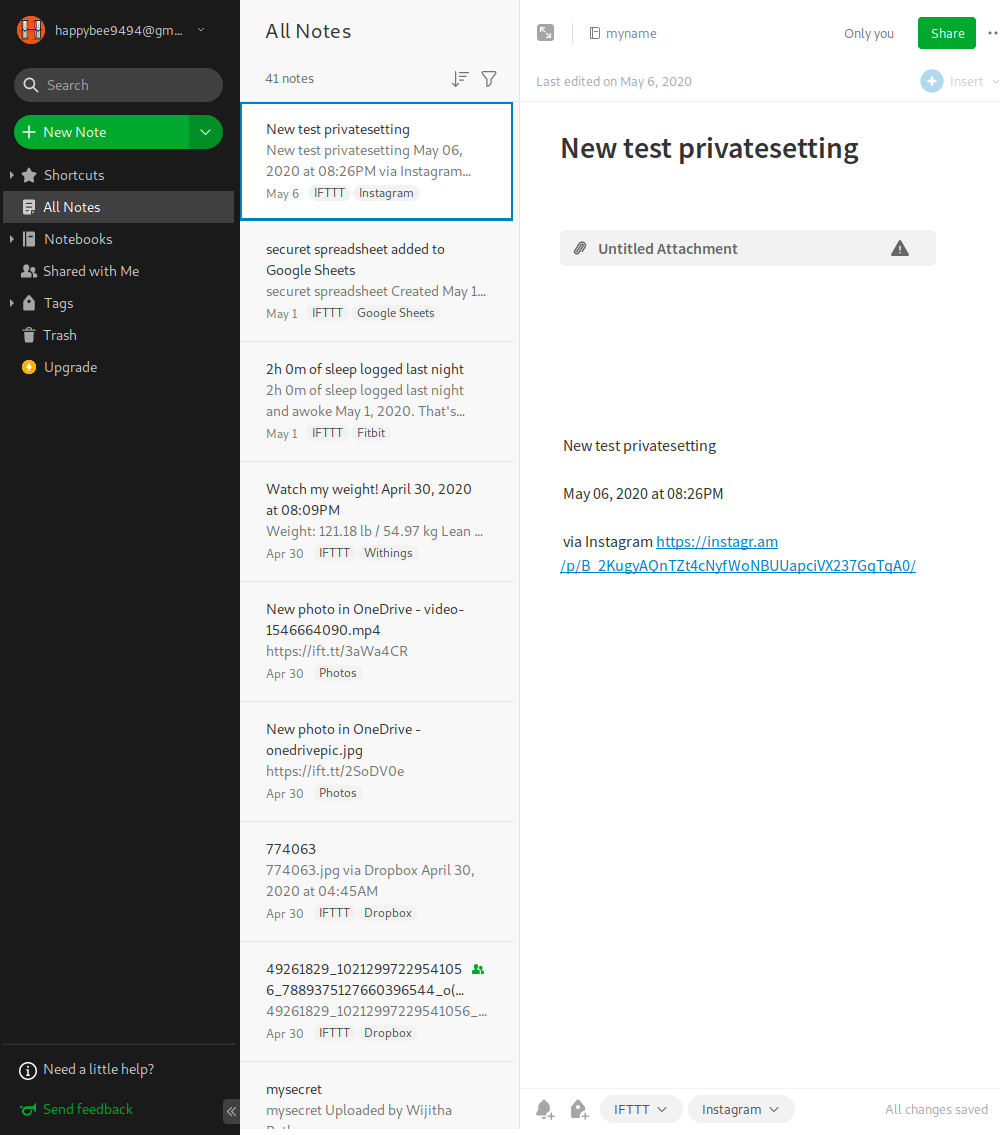 happybee9494@gm...
Search
New Note
Shortcuts
All Notes
Notebooks
Shared with Me
Tags
Trash
Upgrade
Need a little help?
Send feedback
All Notes
41 notes
New test privatesetting
New test privatesetting May 06,
2020 at 08:26PM via Instagram...
May 6 IFTTT Instagram
securet spreadsheet added to
Google Sheets
securet spreadsheet Created May 1...
May 1 IFTTT Google Sheets
2h 0m of sleep logged last night
2h 0m of sleep logged last night
and awoke May 1, 2020. That's...
May 1 IFTTT Fitbit
Watch my weight! April 30, 2020
at 08:09PM
Weight: 121.18 lb / 54.97 kg Lean ...
Apr 30 IFTTT Withings
New photo in OneDrive - video-
1546664090.mp4
https://ift.tt/3aWa4CR
Apr 30 Photos
New photo in OneDrive -
onedrivepic.jpg
https://ift.tt/2SoDV0e
Apr 30 Photos
774063
774063.jpg via Dropbox April 30,
2020 at 04:45AM
Apr 30 IFTTT Dropbox
49261829_1021299722954105
6_7889375127660396544_o(...
49261829_10212997229541056_...
Apr 30 IFTTT Dropbox
mysecret
mysecret Uploaded by Wijitha
myname
Only you
Share
Last edited on May 6, 2020
Insert
New test privatesetting
Untitled Attachment
New test privatesetting
May 06, 2020 at 08:26PM
via Instagram https://instagr.am
/p/B_2KugyAQnTZt4cNyfWoNBUUapciVX237GqTqA0/
IFTTT
Instagram
All changes saved